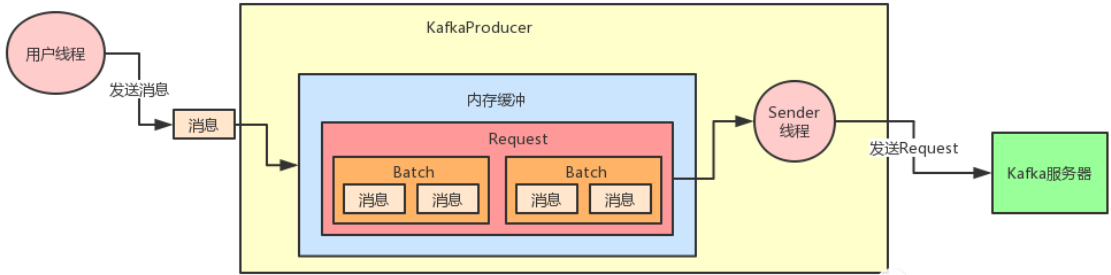 KafkaProducer
用户线程
发送消息
消息
内存缓冲
Request
Batch
消息
消息
Batch
消息
消息
Sender
线程
发送Request
Kafka服务器